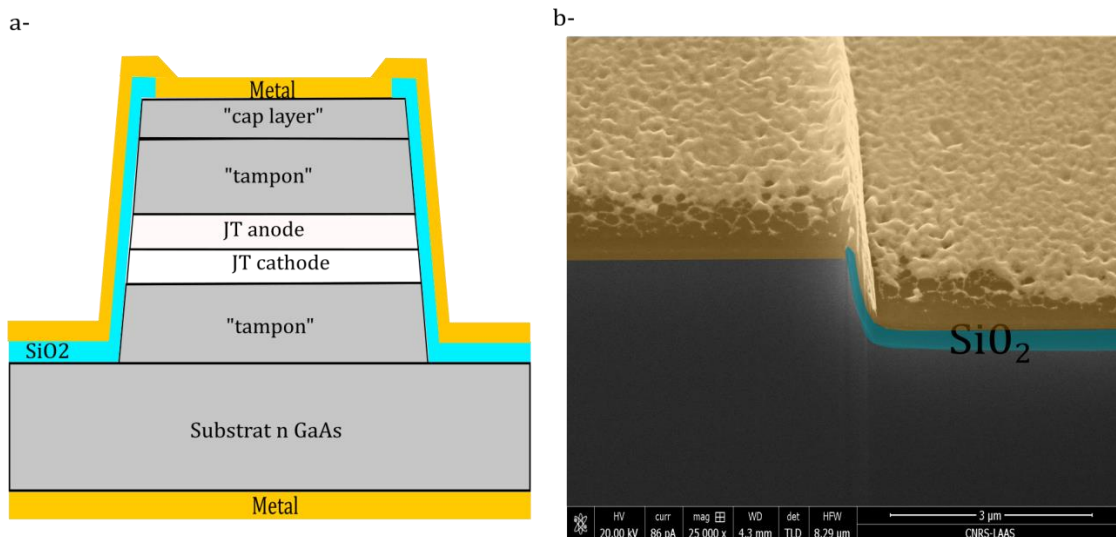 a-
Metal
"cap layer"
"tampon"
JT anode
JT cathode
"tampon"
SiO2
Substrat n GaAs
Metal
b-
SiO₂
HV curr mag WD det HFW 3 µm
20.00 kV 86 pA 25 000 x 4.3 mm TLD 8.29 µm CNRS-LAAS